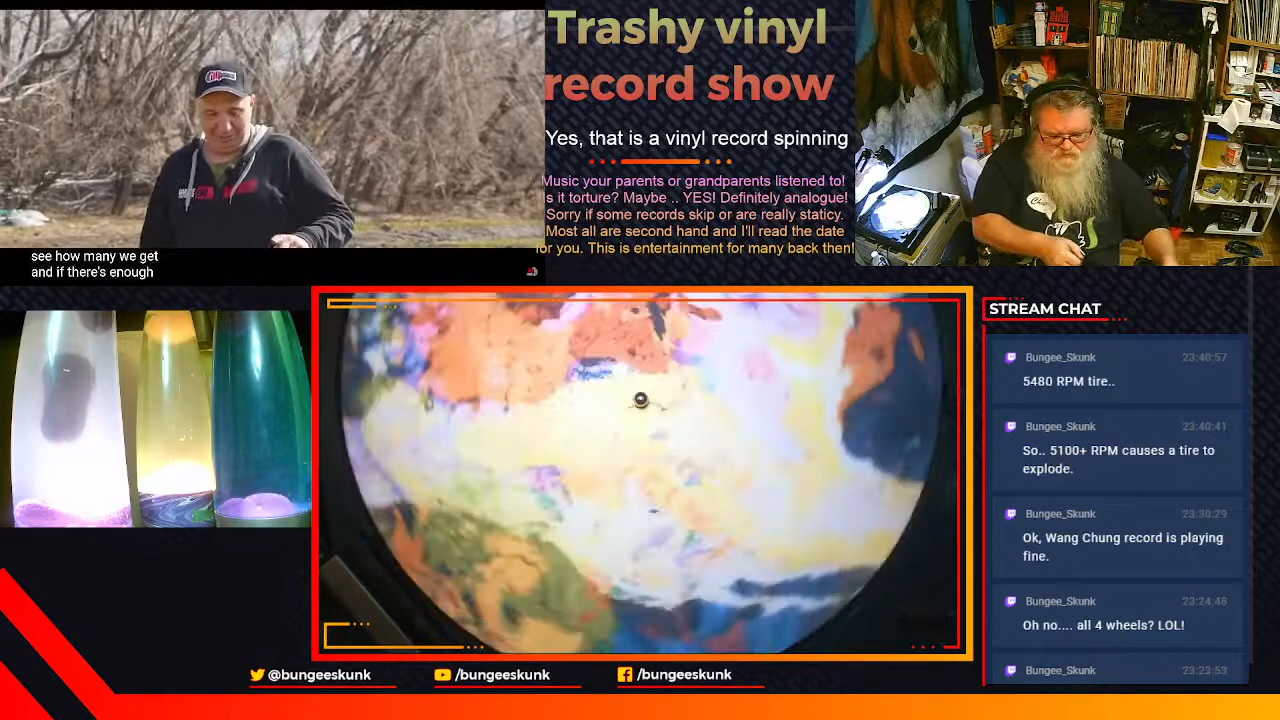 Trashy vinyl
record show
Yes, that is a vinyl record spinning
Music your parents or grandparents listened to!
s it torture? Maybe .. YES! Definitely analogue!
Sorry if some records skip or are really staticy.
Most all are second hand and I'll read the date
or you. This is entertainment for many back then!
see how many we get
and if there's enough
STREAM CHAT
Bungee_Skunk 23:40:57
5480 RPM tire..
Bungee_Skunk 23:40:41
So.. 5100+ RPM causes a tire to
explode.
Bungee_Skunk 23:30:29
Ok, Wang Chung record is playing
fine.
Bungee_Skunk 23:24:48
Oh no.... all 4 wheels? LOL!
Bungee_Skunk 23:23:53
@bungeeskunk
/bungeeskunk
/bungeeskunk